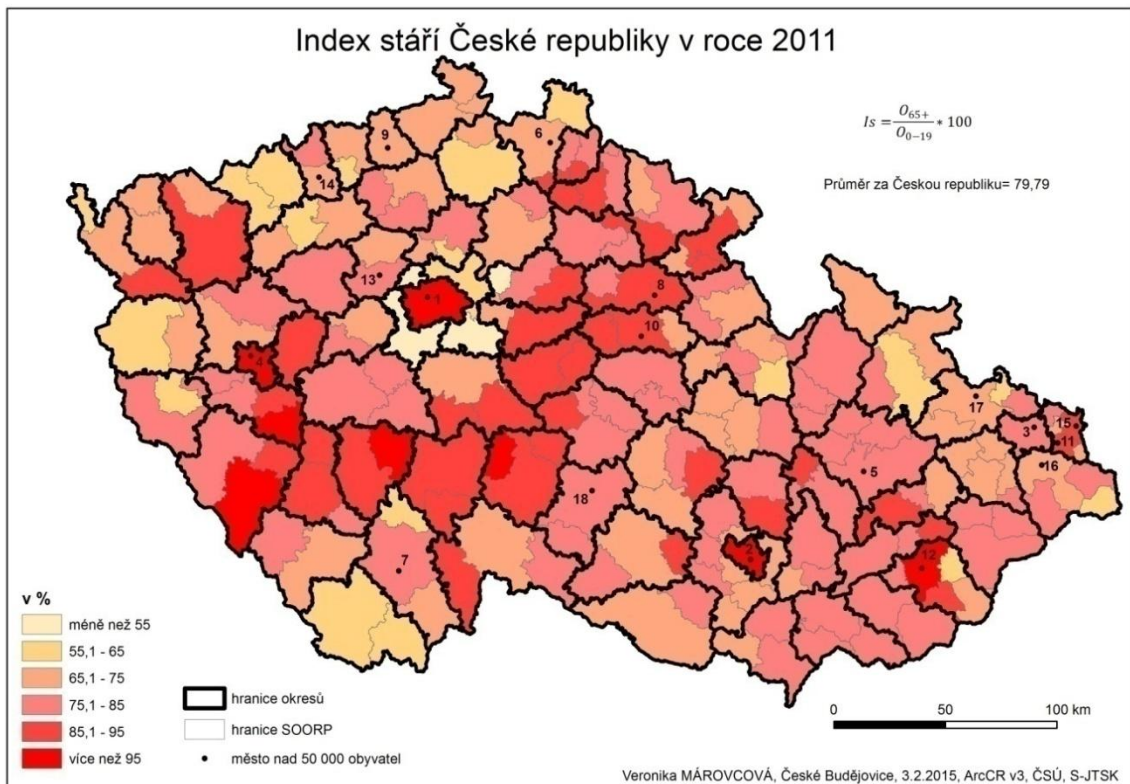 Index stáří České republiky v roce 2011
Is = O65+ / O0−19 * 100
Průměr za Českou republiku= 79,79
9
6
14
13
1
8
10
4
17
3
15
11
16
5
18
2
12
7
v %
méně než 55
55,1 - 65
65,1 - 75
75,1 - 85
85,1 - 95
více než 95
hranice okresů
hranice SOORP
město nad 50 000 obyvatel
0 50 100 km
Veronika MÁROVCOVÁ, České Budějovice, 3.2.2015, ArcCR v3, ČSÚ, S-JTSK